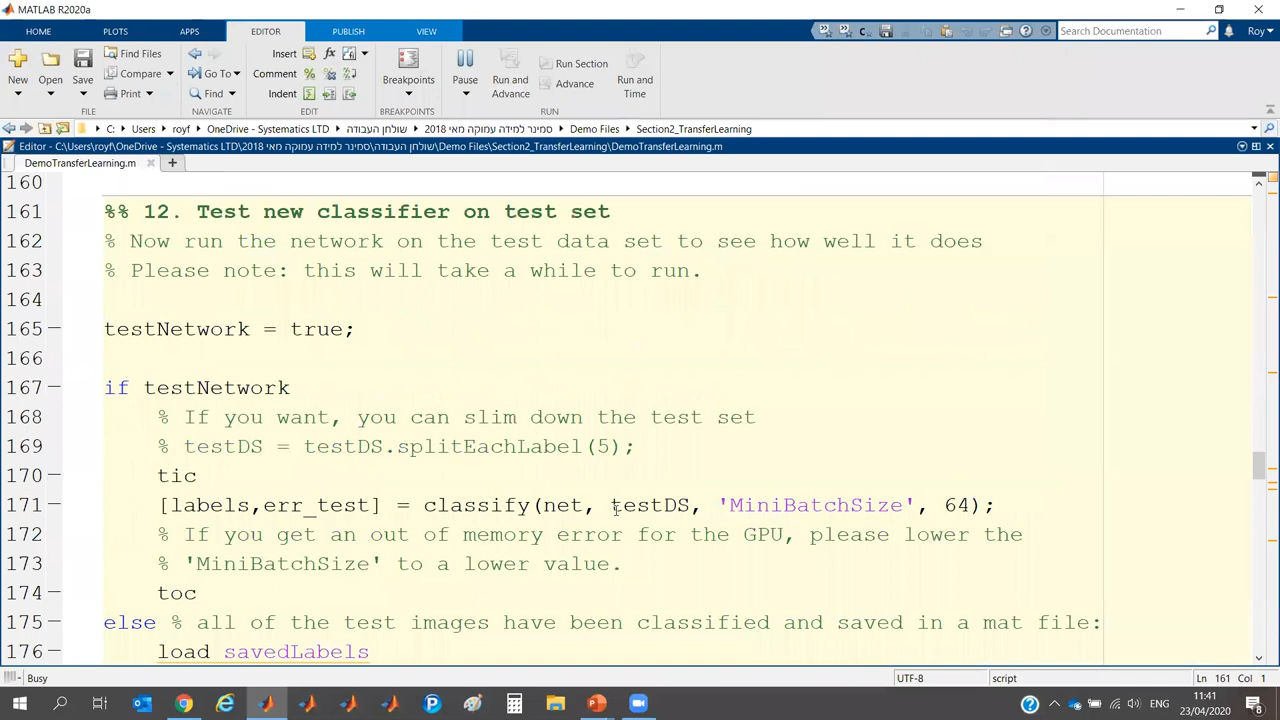 MATLAB R2020a
HOME PLOTS APPS EDITOR PUBLISH VIEW
Search Documentation
Roy
New Open Save Find Files Compare Print
Go To Find
Insert Comment Indent
Breakpoints
Pause Run and Advance Run Section Advance Run and Time
FILE NAVIGATE EDIT BREAKPOINTS RUN
C: Users royf OneDrive - Systematics LTD שולחן העבודה סמינר למידה עמוקה מאי 2018 Demo Files Section2_TransferLearning
Editor - C:\Users\royf\OneDrive - Systematics LTD\שולחן העבודה\סמינר למידה עמוקה מאי 2018\Demo Files\Section2_TransferLearning\DemoTransferLearning.m
DemoTransferLearning.m
160
161 %% 12. Test new classifier on test set
162 % Now run the network on the test data set to see how well it does
163 % Please note: this will take a while to run.
164
165 testNetwork = true;
166
167 if testNetwork
168 % If you want, you can slim down the test set
169 % testDS = testDS.splitEachLabel(5);
170 tic
171 [labels,err_test] = classify(net, testDS, 'MiniBatchSize', 64);
172 % If you get an out of memory error for the GPU, please lower the
173 % 'MiniBatchSize' to a lower value.
174 toc
175 else % all of the test images have been classified and saved in a mat file:
176 load savedLabels
Busy UTF-8 script Ln 161 Col 1
ENG 11:41
23/04/2020
8